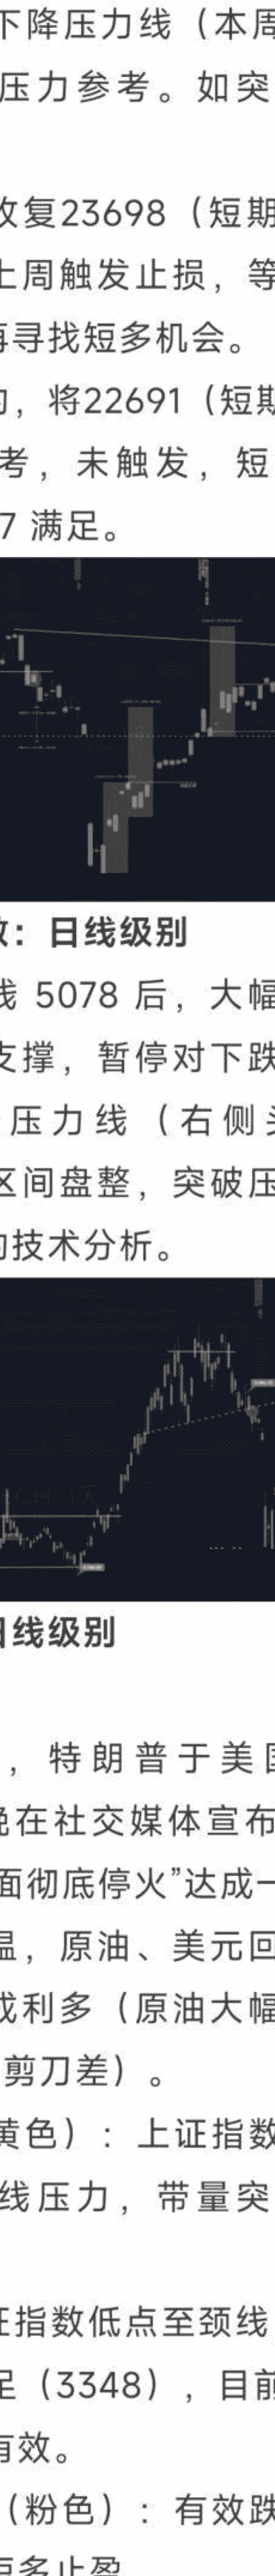 下降压力线（本周
压力参考。如突
收复23698（短期
上周触发止损，等
再寻找短多机会。
，将22691（短期
考，未触发，短
7 满足。
数：日线级别
线 5078 后，大幅
支撑，暂停对下跌
压力线（右侧
区间盘整，突破压
的技术分析。
日线级别
，特朗普于美国
晚在社交媒体宣布
面彻底停火”达成一
温，原油、美元回
成利多（原油大幅
剪刀差）。
黄色）：上证指数
线压力，带量突
证指数低点至颈线
足（3348），目前
有效。
（粉色）：有效跌
短多止盈